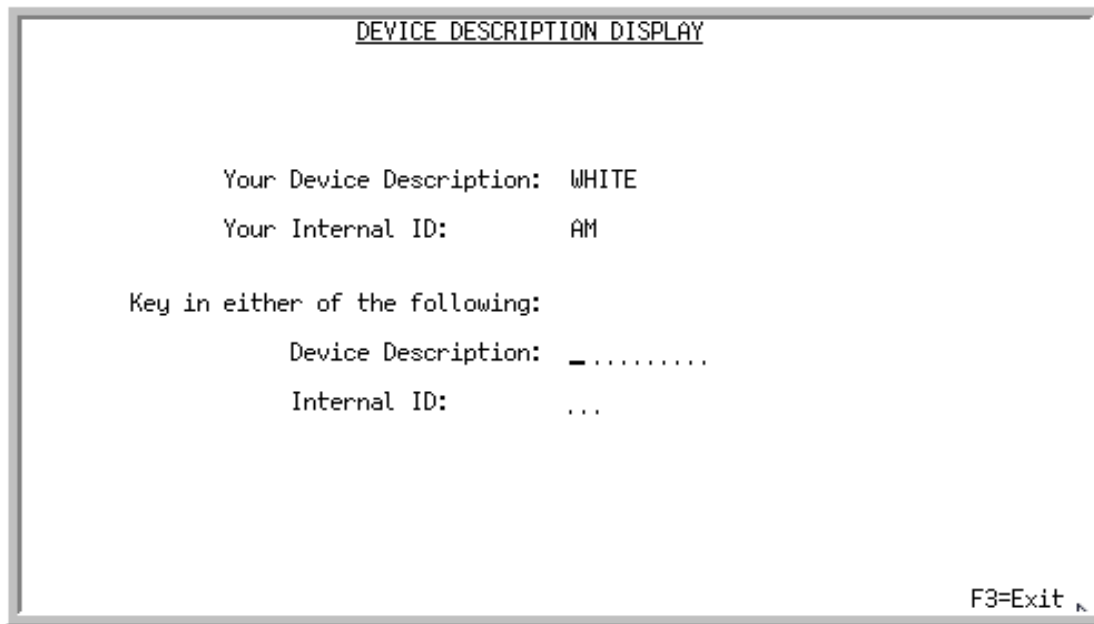 DEVICE DESCRIPTION DISPLAY
Your Device Description: WHITE
Your Internal ID: AM
Key in either of the following:
Device Description: _.........
Internal ID: ...
F3=Exit